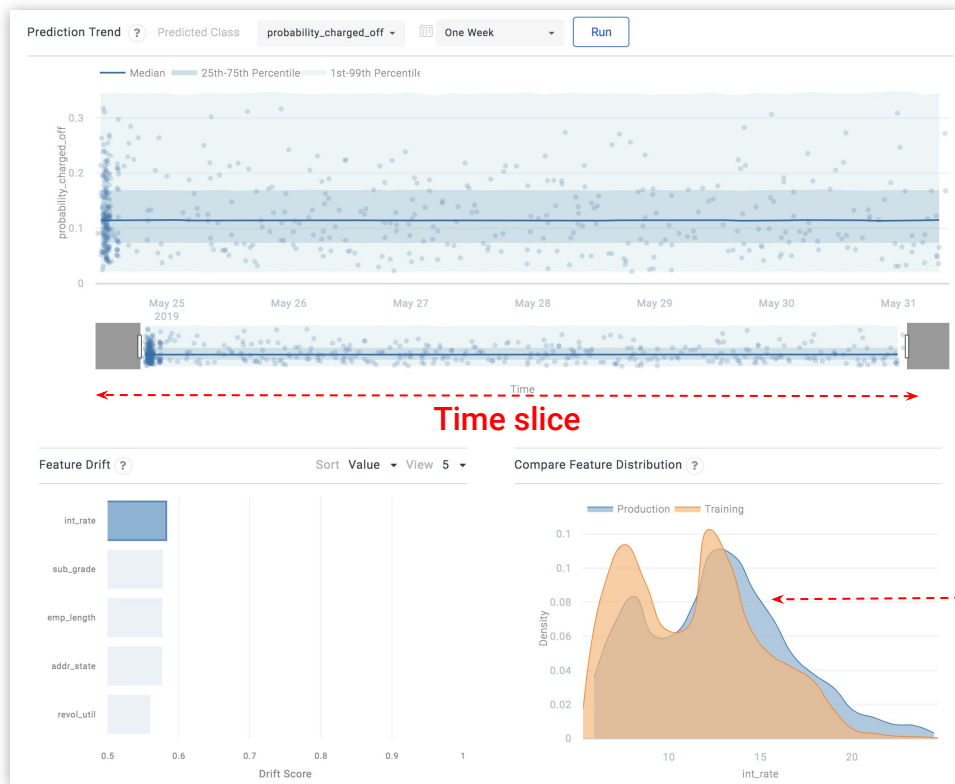 Prediction Trend ? Predicted Class probability_charged_off One Week Run
Median 25th-75th Percentile 1st-99th Percentile
probability_charged_off
0.3
0.2
0.1
0
May 25 May 26 May 27 May 28 May 29 May 30 May 31
2019
Time
Time slice
Feature Drift ? Sort Value View 5
int_rate
sub_grade
emp_length
addr_state
revol_util
0.5 0.6 0.7 0.8 0.9 1
Drift Score
Compare Feature Distribution ?
Production Training
Density
0.1
0.1
0.08
0.06
0.04
0.02
0
10 15 20
int_rate